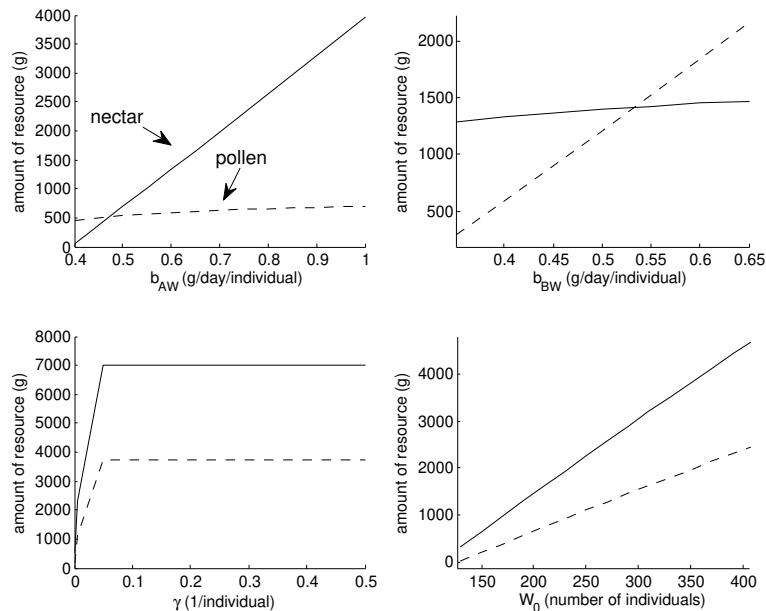 4000
3500
3000
2500
2000
1500
1000
500
0
amount of resource (g)
nectar
pollen
0.4 0.5 0.6 0.7 0.8 0.9 1
b_AW (g/day/individual)
2000
1500
1000
500
amount of resource (g)
0.4 0.45 0.5 0.55 0.6 0.65
b_BW (g/day/individual)
8000
7000
6000
5000
4000
3000
2000
1000
0
amount of resource (g)
0 0.1 0.2 0.3 0.4 0.5
γ (1/individual)
4000
3000
2000
1000
0
amount of resource (g)
150 200 250 300 350 400
W_0 (number of individuals)